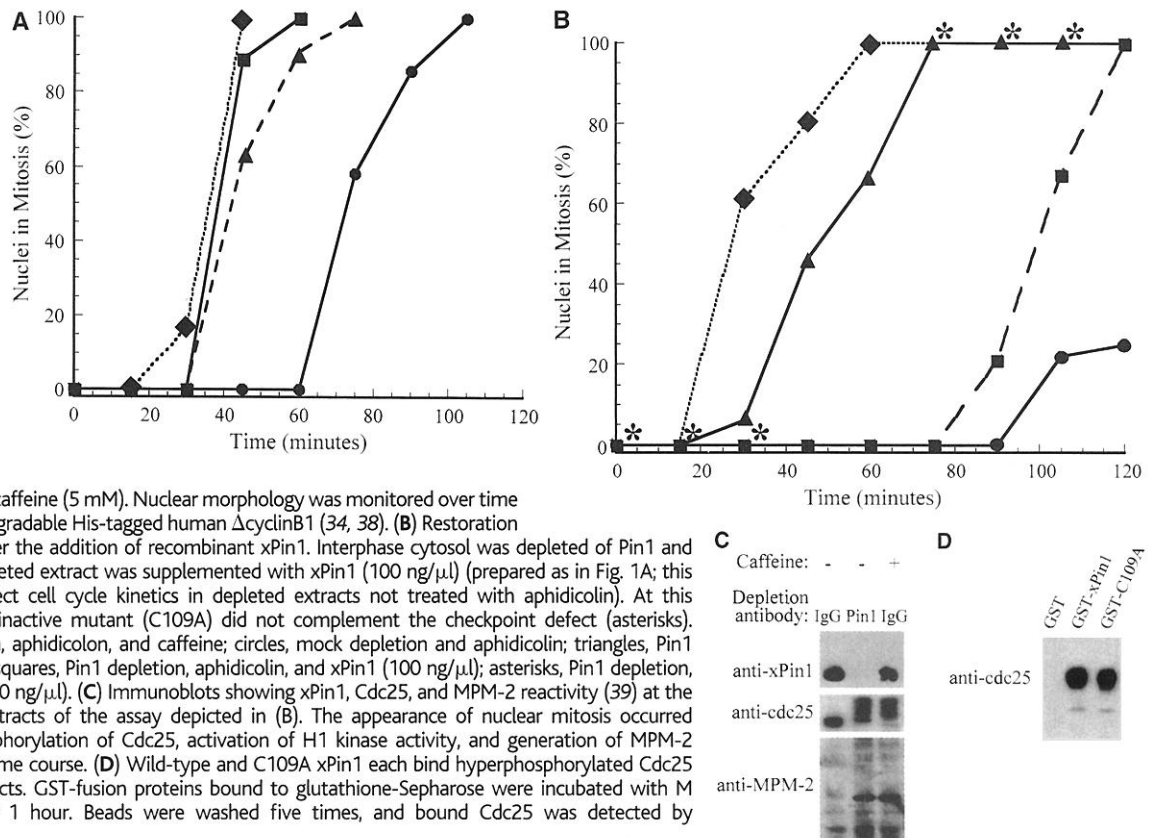 A
B
100
80
60
40
20
0
Nuclei in Mitosis (%)
0 20 40 60 80 100 120
Time (minutes)
100
80
60
40
20
0
Nuclei in Mitosis (%)
* * *
* * *
0 20 40 60 80 100 120
Time (minutes)
caffeine (5 mM). Nuclear morphology was monitored over time
gradable His-tagged human ΔcyclinB1 (34, 38). (B) Restoration
er the addition of recombinant xPin1. Interphase cytosol was depleted of Pin1 and
eted extract was supplemented with xPin1 (100 ng/μl) (prepared as in Fig. 1A; this
ect cell cycle kinetics in depleted extracts not treated with aphidicolin). At this
inactive mutant (C109A) did not complement the checkpoint defect (asterisks).
, aphidicolon, and caffeine; circles, mock depletion and aphidicolin; triangles, Pin1
squares, Pin1 depletion, aphidicolin, and xPin1 (100 ng/μl); asterisks, Pin1 depletion,
0 ng/μl). (C) Immunoblots showing xPin1, Cdc25, and MPM-2 reactivity (39) at the
tracts of the assay depicted in (B). The appearance of nuclear mitosis occurred
phorylation of Cdc25, activation of H1 kinase activity, and generation of MPM-2
me course. (D) Wild-type and C109A xPin1 each bind hyperphosphorylated Cdc25
cts. GST-fusion proteins bound to glutathione-Sepharose were incubated with M
1 hour. Beads were washed five times, and bound Cdc25 was detected by
C
Caffeine: - - +
Depletion
antibody: IgG Pin1 IgG
anti-xPin1
anti-cdc25
anti-MPM-2
D
GST
GST-xPin1
GST-C109A
anti-cdc25